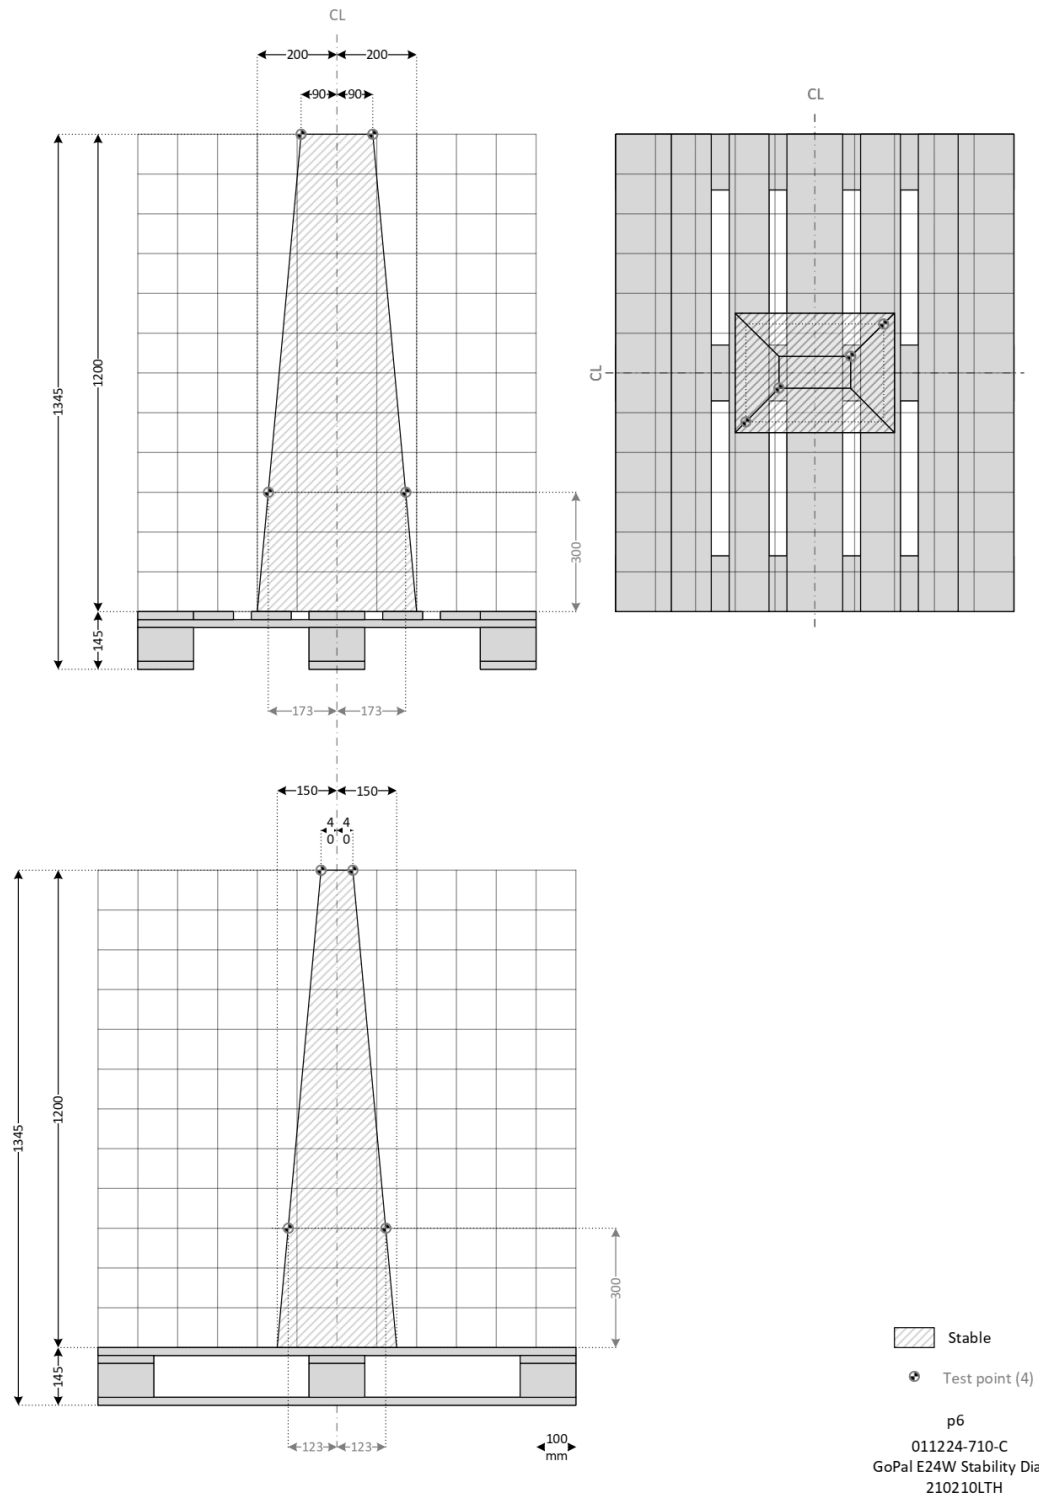 CL
200 200
90 90
CL
1345
1200
CL
300
145
173 173
150 150
4 4
0 0
1345
1200
300
145
123 123
100
mm
Stable
Test point (4)
p6
011224-710-C
GoPal E24W Stability Dia
210210LTH